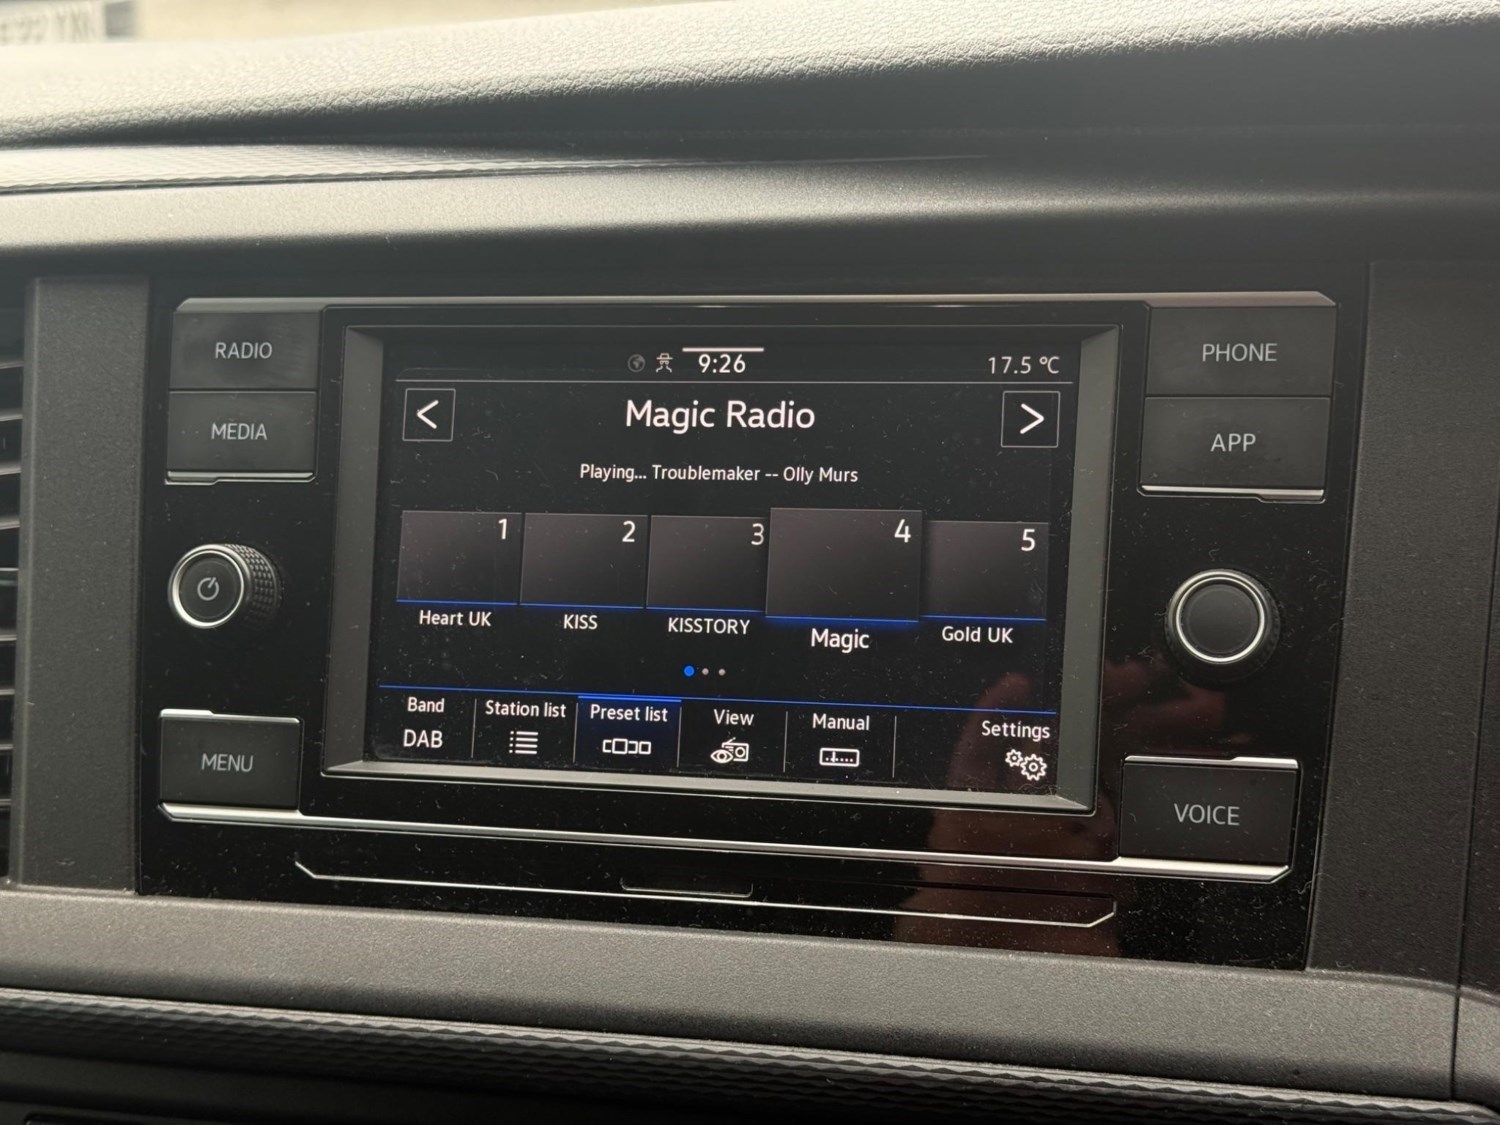 RADIO
MEDIA
MENU
9:26
17.5 °C
<
Magic Radio
>
Playing... Troublemaker -- Olly Murs
1
2
3
4
5
Heart UK
KISS
KISSTORY
Magic
Gold UK
Band
DAB
Station list
Preset list
View
Manual
Settings
PHONE
APP
VOICE